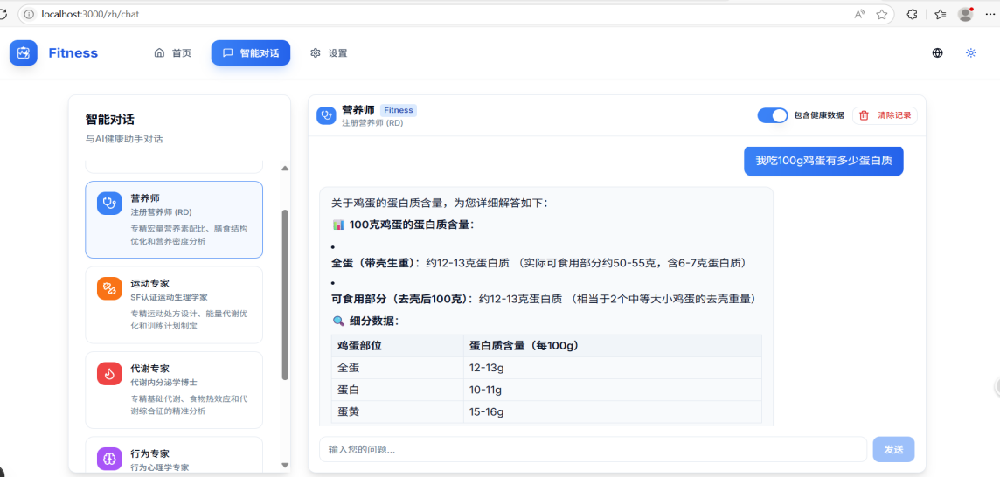 localhost:3000/zh/chat
Fitness
首页
智能对话
设置
智能对话
与AI健康助手对话
营养师
注册营养师 (RD)
专精宏量营养素配比、膳食结构
优化和营养密度分析
运动专家
SF认证运动生理学家
专精运动处方设计、能量代谢优
化和训练计划制定
代谢专家
代谢内分泌学博士
专精基础代谢、食物热效应和代
谢综合征的精准分析
行为专家
行为心理学专家
营养师 Fitness
注册营养师 (RD)
包含健康数据
清除记录
我吃100g鸡蛋有多少蛋白质
关于鸡蛋的蛋白质含量，为您详细解答如下：
📊 100克鸡蛋的蛋白质含量：
•
全蛋（带壳生重）：约12-13克蛋白质 （实际可食用部分约50-55克，含6-7克蛋白质）
•
可食用部分（去壳后100克）：约12-13克蛋白质 （相当于2个中等大小鸡蛋的去壳重量）
🔍 细分数据：
鸡蛋部位 蛋白质含量（每100g）
全蛋 12-13g
蛋白 10-11g
蛋黄 15-16g
输入您的问题...
发送